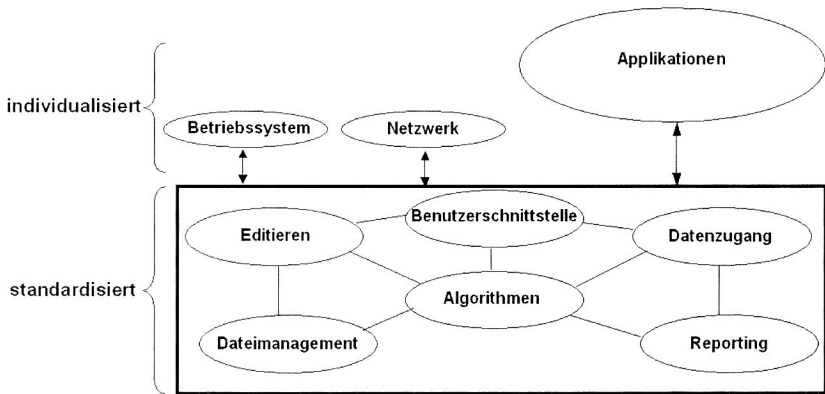 Applikationen
individualisiert
Betriebssystem
Netzwerk
Benutzerschnittstelle
Editieren
Datenzugang
standardisiert
Algorithmen
Dateimanagement
Reporting